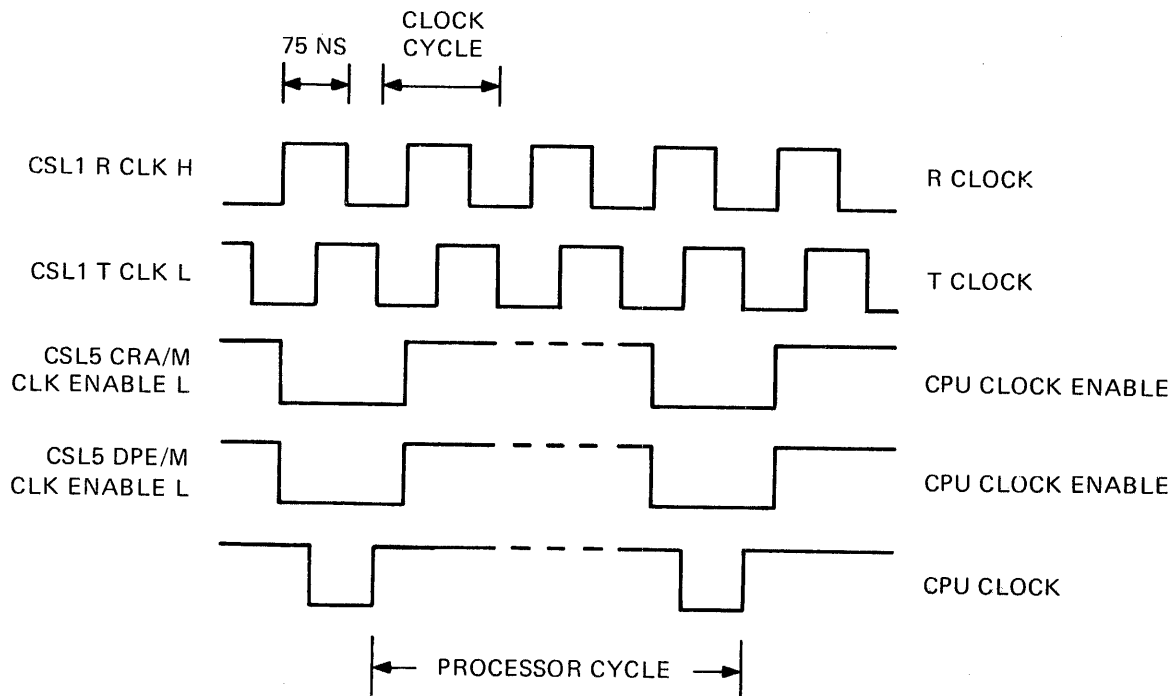 CLOCK
CYCLE
75 NS
CSL1 R CLK H
R CLOCK
CSL1 T CLK L
T CLOCK
CSL5 CRA/M
CLK ENABLE L
CPU CLOCK ENABLE
CSL5 DPE/M
CLK ENABLE L
CPU CLOCK ENABLE
CPU CLOCK
PROCESSOR CYCLE